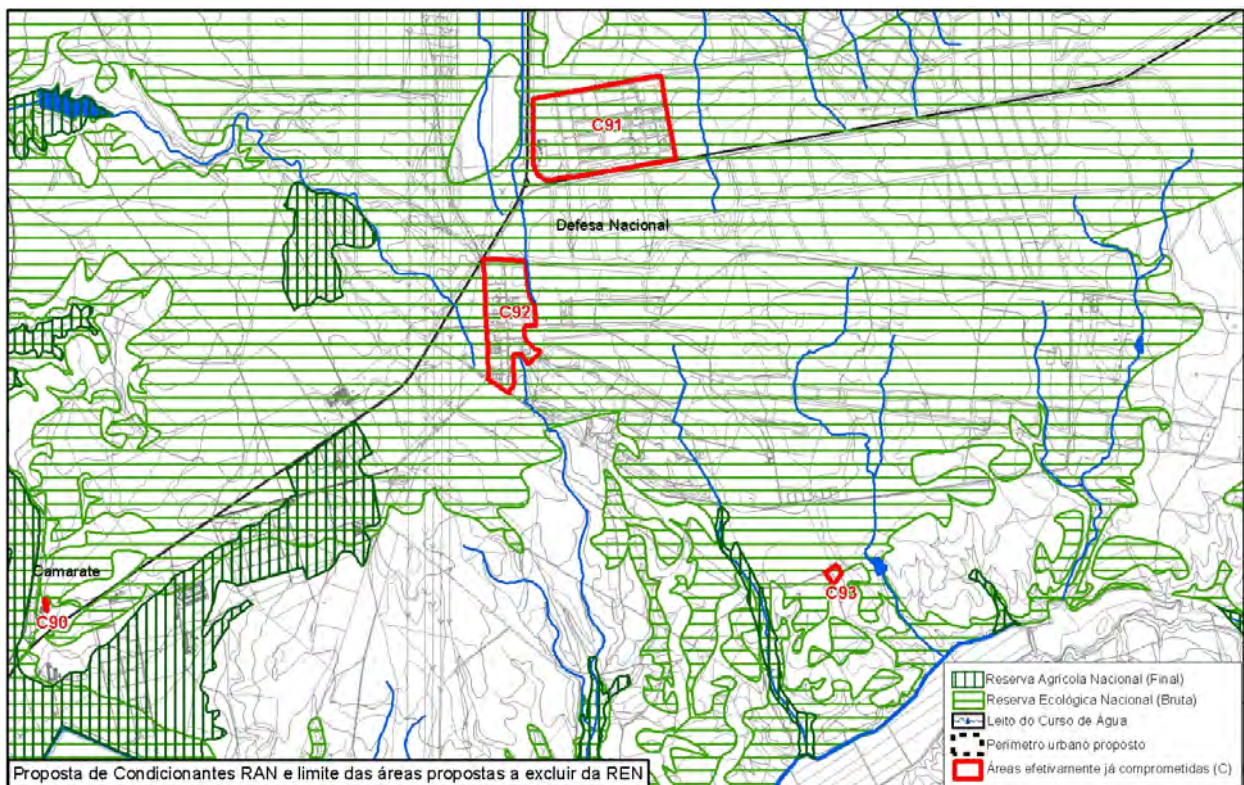 C91
Defesa Nacional
C92
Camarate
C90
C93
Reserva Agrícola Nacional (Final)
Reserva Ecológica Nacional (Bruta)
Leito do Curso de Água
Perímetro urbano proposto
Áreas efetivamente já comprometidas (C)
Proposta de Condicionantes RAN e limite das áreas propostas a excluir da REN